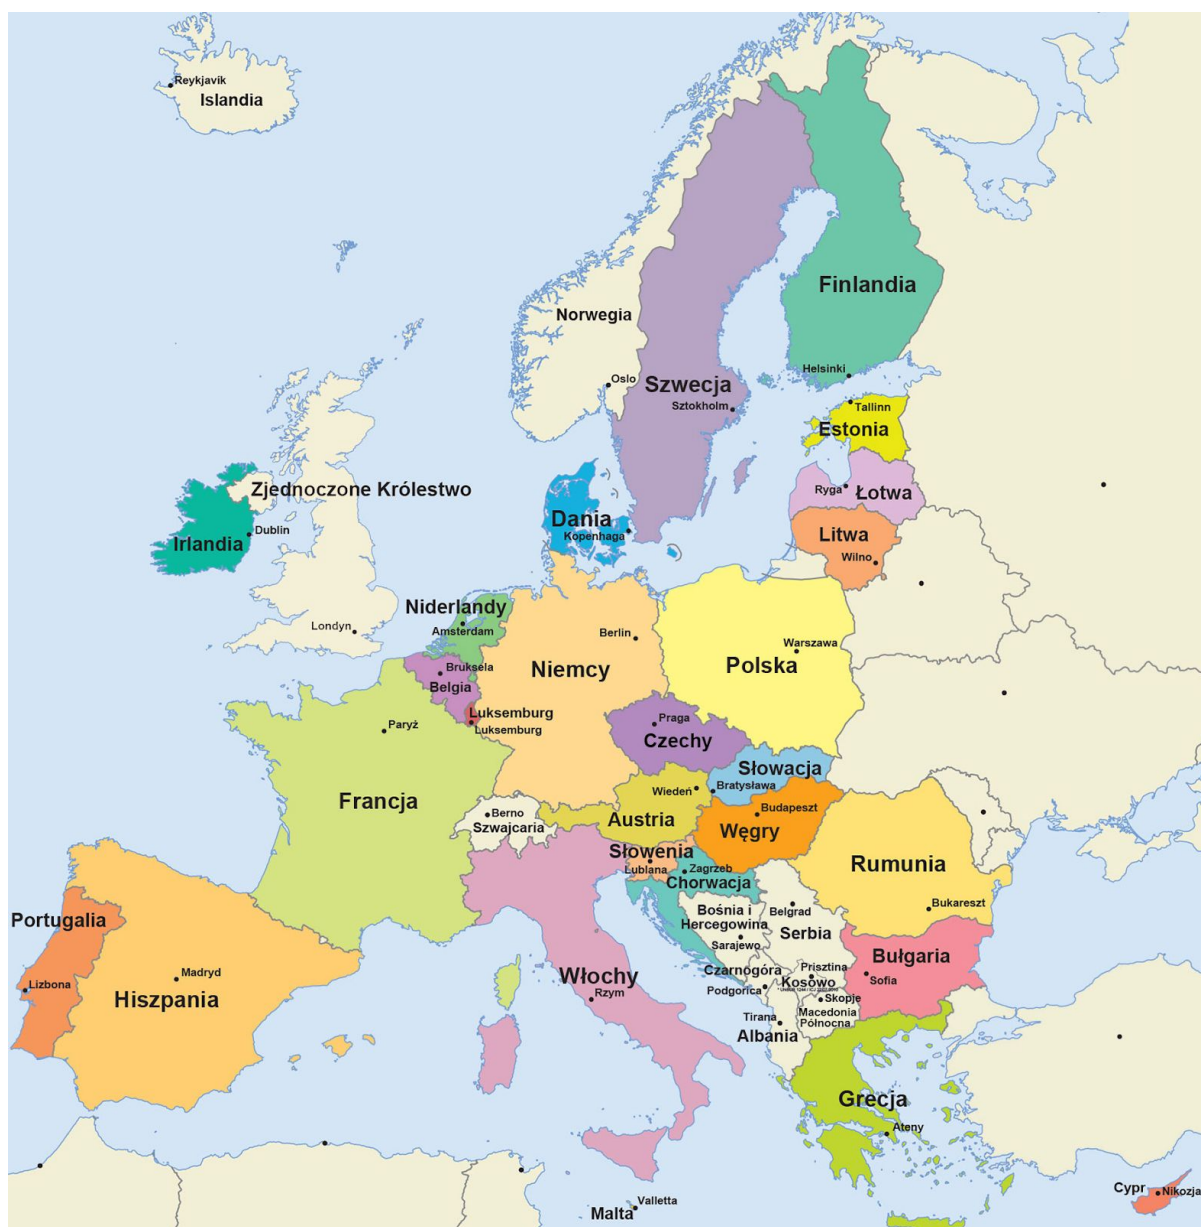 Reykjavik
Islandia
Finlandia
Norwegia
Helsinki
Oslo
Szwecja
Sztokholm
Tallinn
Estonia
Ryga
Łotwa
Zjednoczone Królestwo
Dania
Kopenhaga
Dublin
Irlandia
Litwa
Wilno
Niderlandy
Amsterdam
Londyn
Berlin
Warszawa
Bruksela
Belgia
Niemcy
Polska
Luksemburg
Luksemburg
Paryż
Praga
Czechy
Słowacja
Bratysława
Wiedeń
Francja
Berno
Szwajcaria
Austria
Budapeszt
Węgry
Słowenia
Lublana
Zagrzeb
Chorwacja
Rumunia
Bukareszt
Portugalia
Bośnia i
Hercegowina
Sarajewo
Belgrad
Serbia
Bułgaria
Sofia
Madryd
Lizbona
Hiszpania
Włochy
Rzym
Czarnogóra
Podgorica
Prisztina
Kosowo
Skopje
Macedonia
Północna
Tirana
Albania
Grecja
Ateny
Cypr
Nikozja
Valletta
Malta